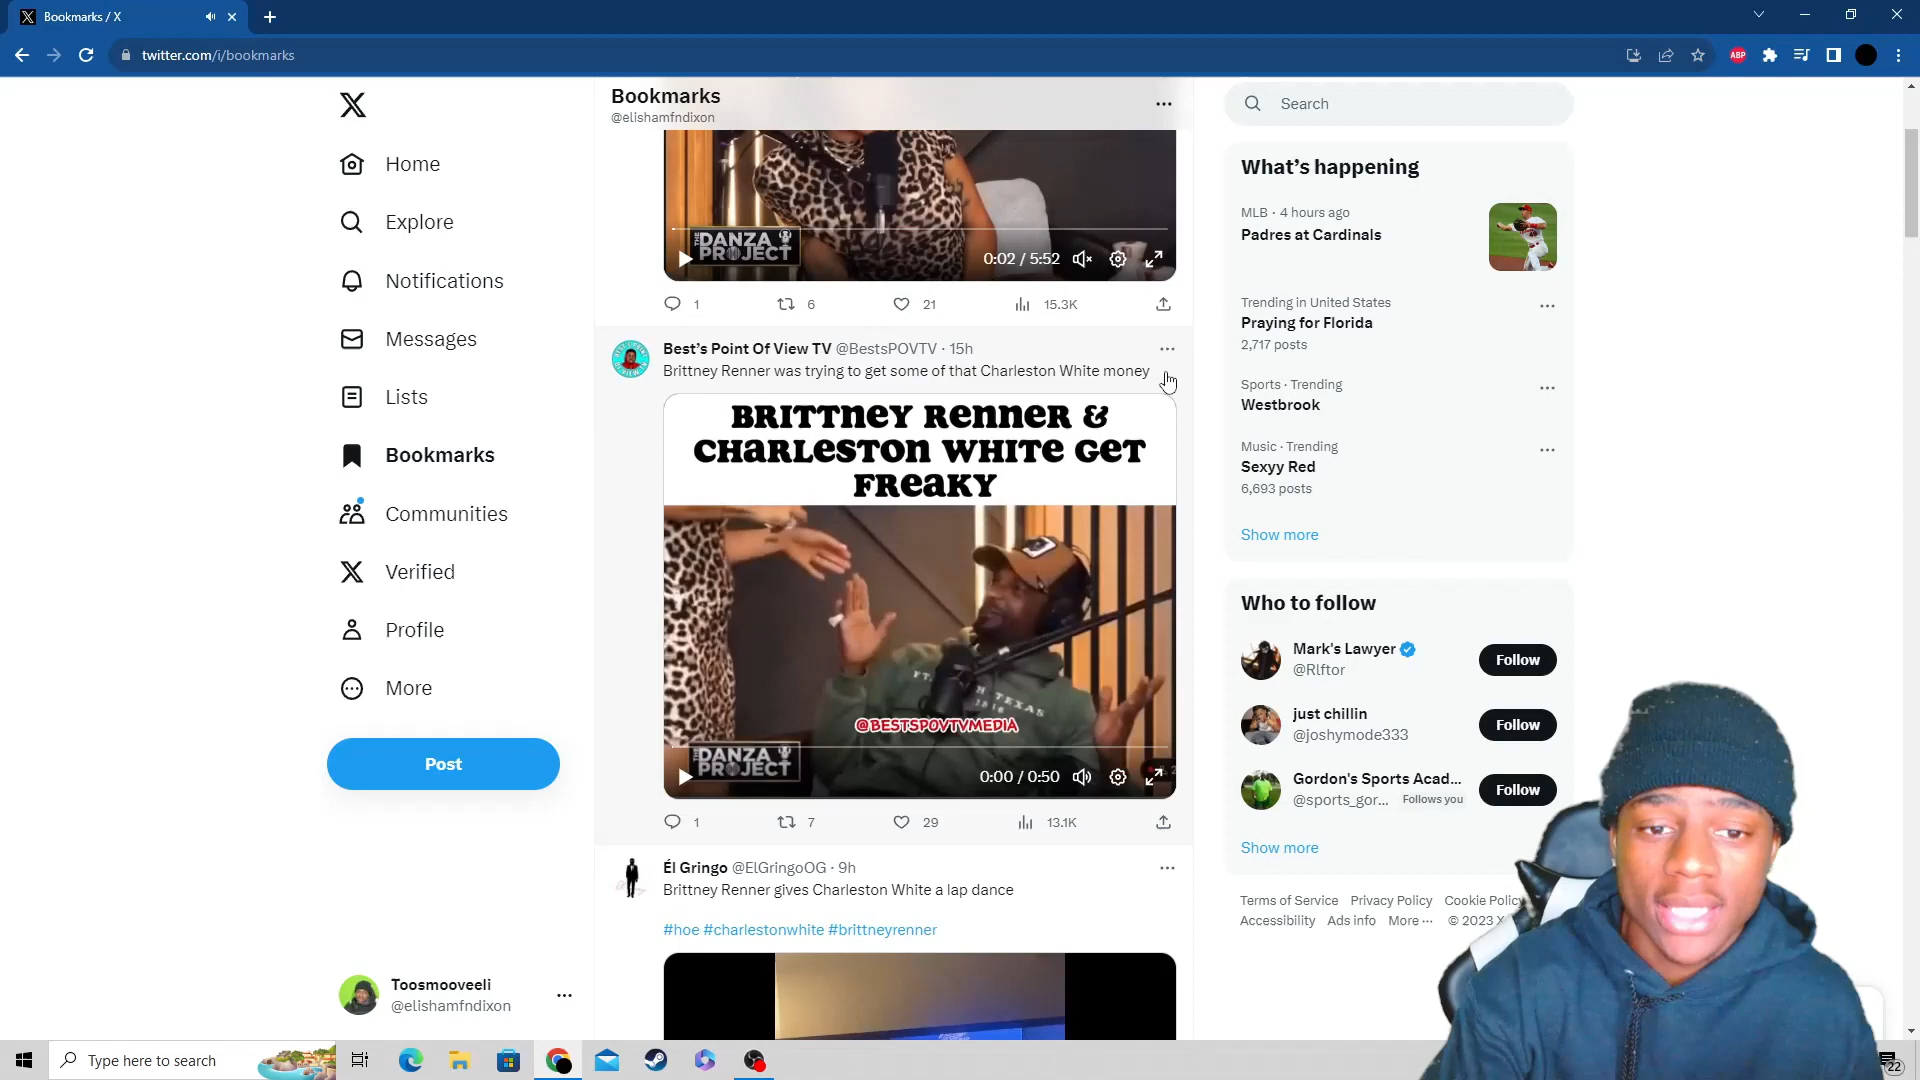 Bookmarks / X
twitter.com/i/bookmarks
ABP
Home
Explore
Notifications
Messages
Lists
Bookmarks
Communities
Verified
Profile
More
Post
Toosmooveeli
@elishamfndixon
Bookmarks
@elishamfndixon
THE DANZA
PROJECT
0:02 / 5:52
1 6 21 15.3K
Best's Point Of View TV @BestsPOVTV · 15h
Brittney Renner was trying to get some of that Charleston White money
BRITTNEY RENNER &
CHARLESTON WHITE GET
FREAKY
@BESTSPOVTVMEDIA
THE DANZA
PROJECT
0:00 / 0:50
1 7 29 13.1K
Él Gringo @ElGringoOG · 9h
Brittney Renner gives Charleston White a lap dance
#hoe #charlestonwhite #brittneyrenner
Search
What's happening
MLB · 4 hours ago
Padres at Cardinals
Trending in United States
Praying for Florida
2,717 posts
Sports · Trending
Westbrook
Music · Trending
Sexyy Red
6,693 posts
Show more
Who to follow
Mark's Lawyer
@Rlftor
Follow
just chillin
@joshymode333
Follow
Gordon's Sports Acad...
@sports_gor... Follows you
Follow
Show more
Terms of Service Privacy Policy Cookie Policy
Accessibility Ads info More ··· © 2023 X
Type here to search
22